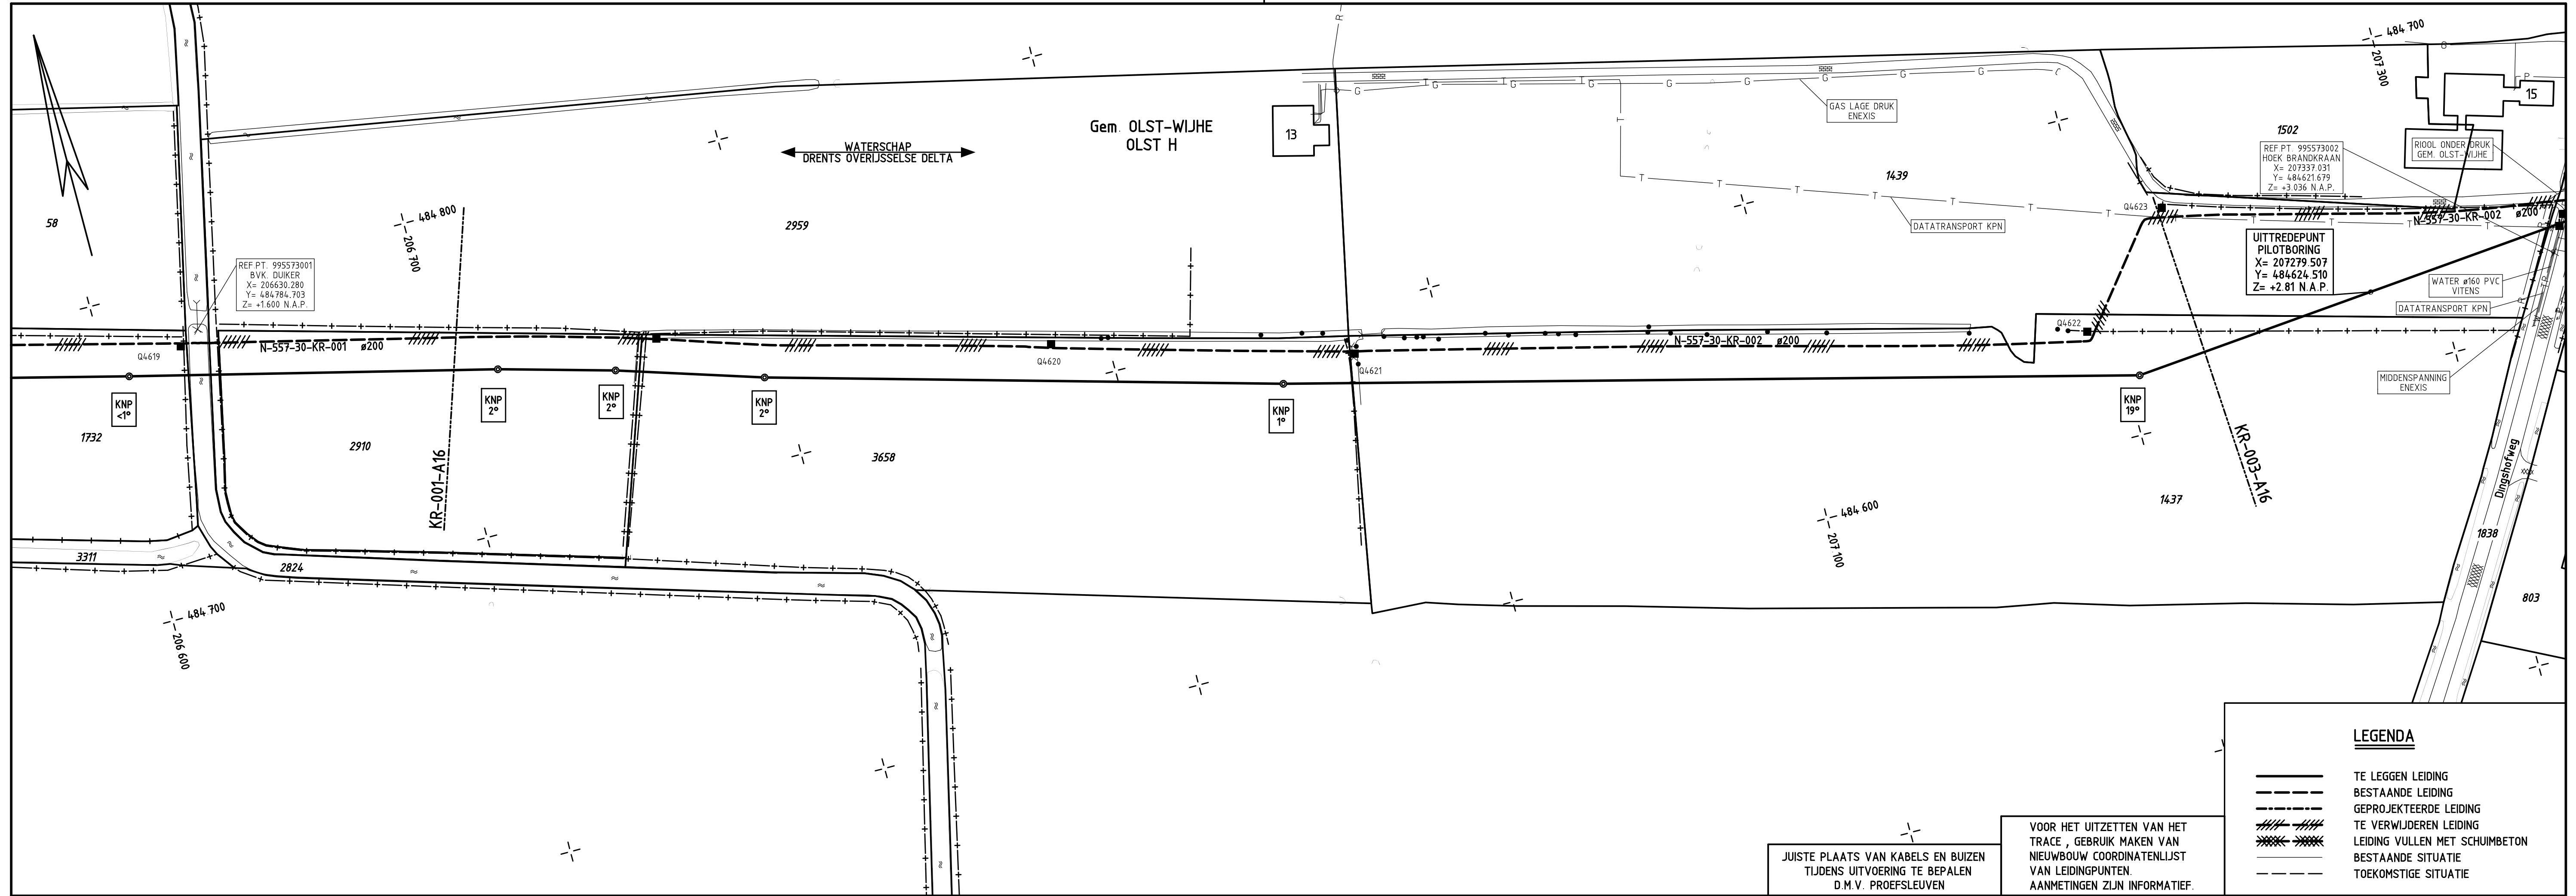 484 700
207 300
15
1502
REF.PT. 995573002
HOEK BRANDKRAAN
X= 207337.031
Y= 484621.679
Z= +3.036 N.A.P.
RIOOL ONDER DRUK
GEM. OLST-WIJHE
GAS LAGE DRUK
ENEXIS
Gem. OLST-WIJHE
OLST H
13
WATERSCHAP
DRENTS OVERIJSSELSE DELTA
1439
DATATRANSPORT KPN
58
484 800
206 700
2959
REF.PT. 995573001
BVK. DUIKER
X= 206630.280
Y= 484784.703
Z= +1.600 N.A.P.
Q4623
N-557-30-KR-002 ø200
UITTREDEPUNT
PILOTBORING
X= 207279.507
Y= 484624.510
Z= +2.81 N.A.P.
WATER ø160 PVC
VITENS
DATATRANSPORT KPN
MIDDENSPANNING
ENEXIS
Q4619
N-557-30-KR-001 ø200
Q4620
Q4621
N-557-30-KR-002 ø200
Q4622
KNP
<1°
KNP
2°
KNP
2°
KNP
2°
KNP
1°
KNP
19°
1732
2910
KR-001-A16
3658
KR-003-A16
1437
Dingshofweg
1838
803
484 600
207 100
3311
2824
484 700
206 600
JUISTE PLAATS VAN KABELS EN BUIZEN
TIJDENS UITVOERING TE BEPALEN
D.M.V. PROEFSLEUVEN
VOOR HET UITZETTEN VAN HET
TRACE , GEBRUIK MAKEN VAN
NIEUWBOUW COORDINATENLIJST
VAN LEIDINGPUNTEN.
AANMETINGEN ZIJN INFORMATIEF.
LEGENDA
TE LEGGEN LEIDING
BESTAANDE LEIDING
GEPROJEKTEERDE LEIDING
TE VERWIJDEREN LEIDING
LEIDING VULLEN MET SCHUIMBETON
BESTAANDE SITUATIE
TOEKOMSTIGE SITUATIE